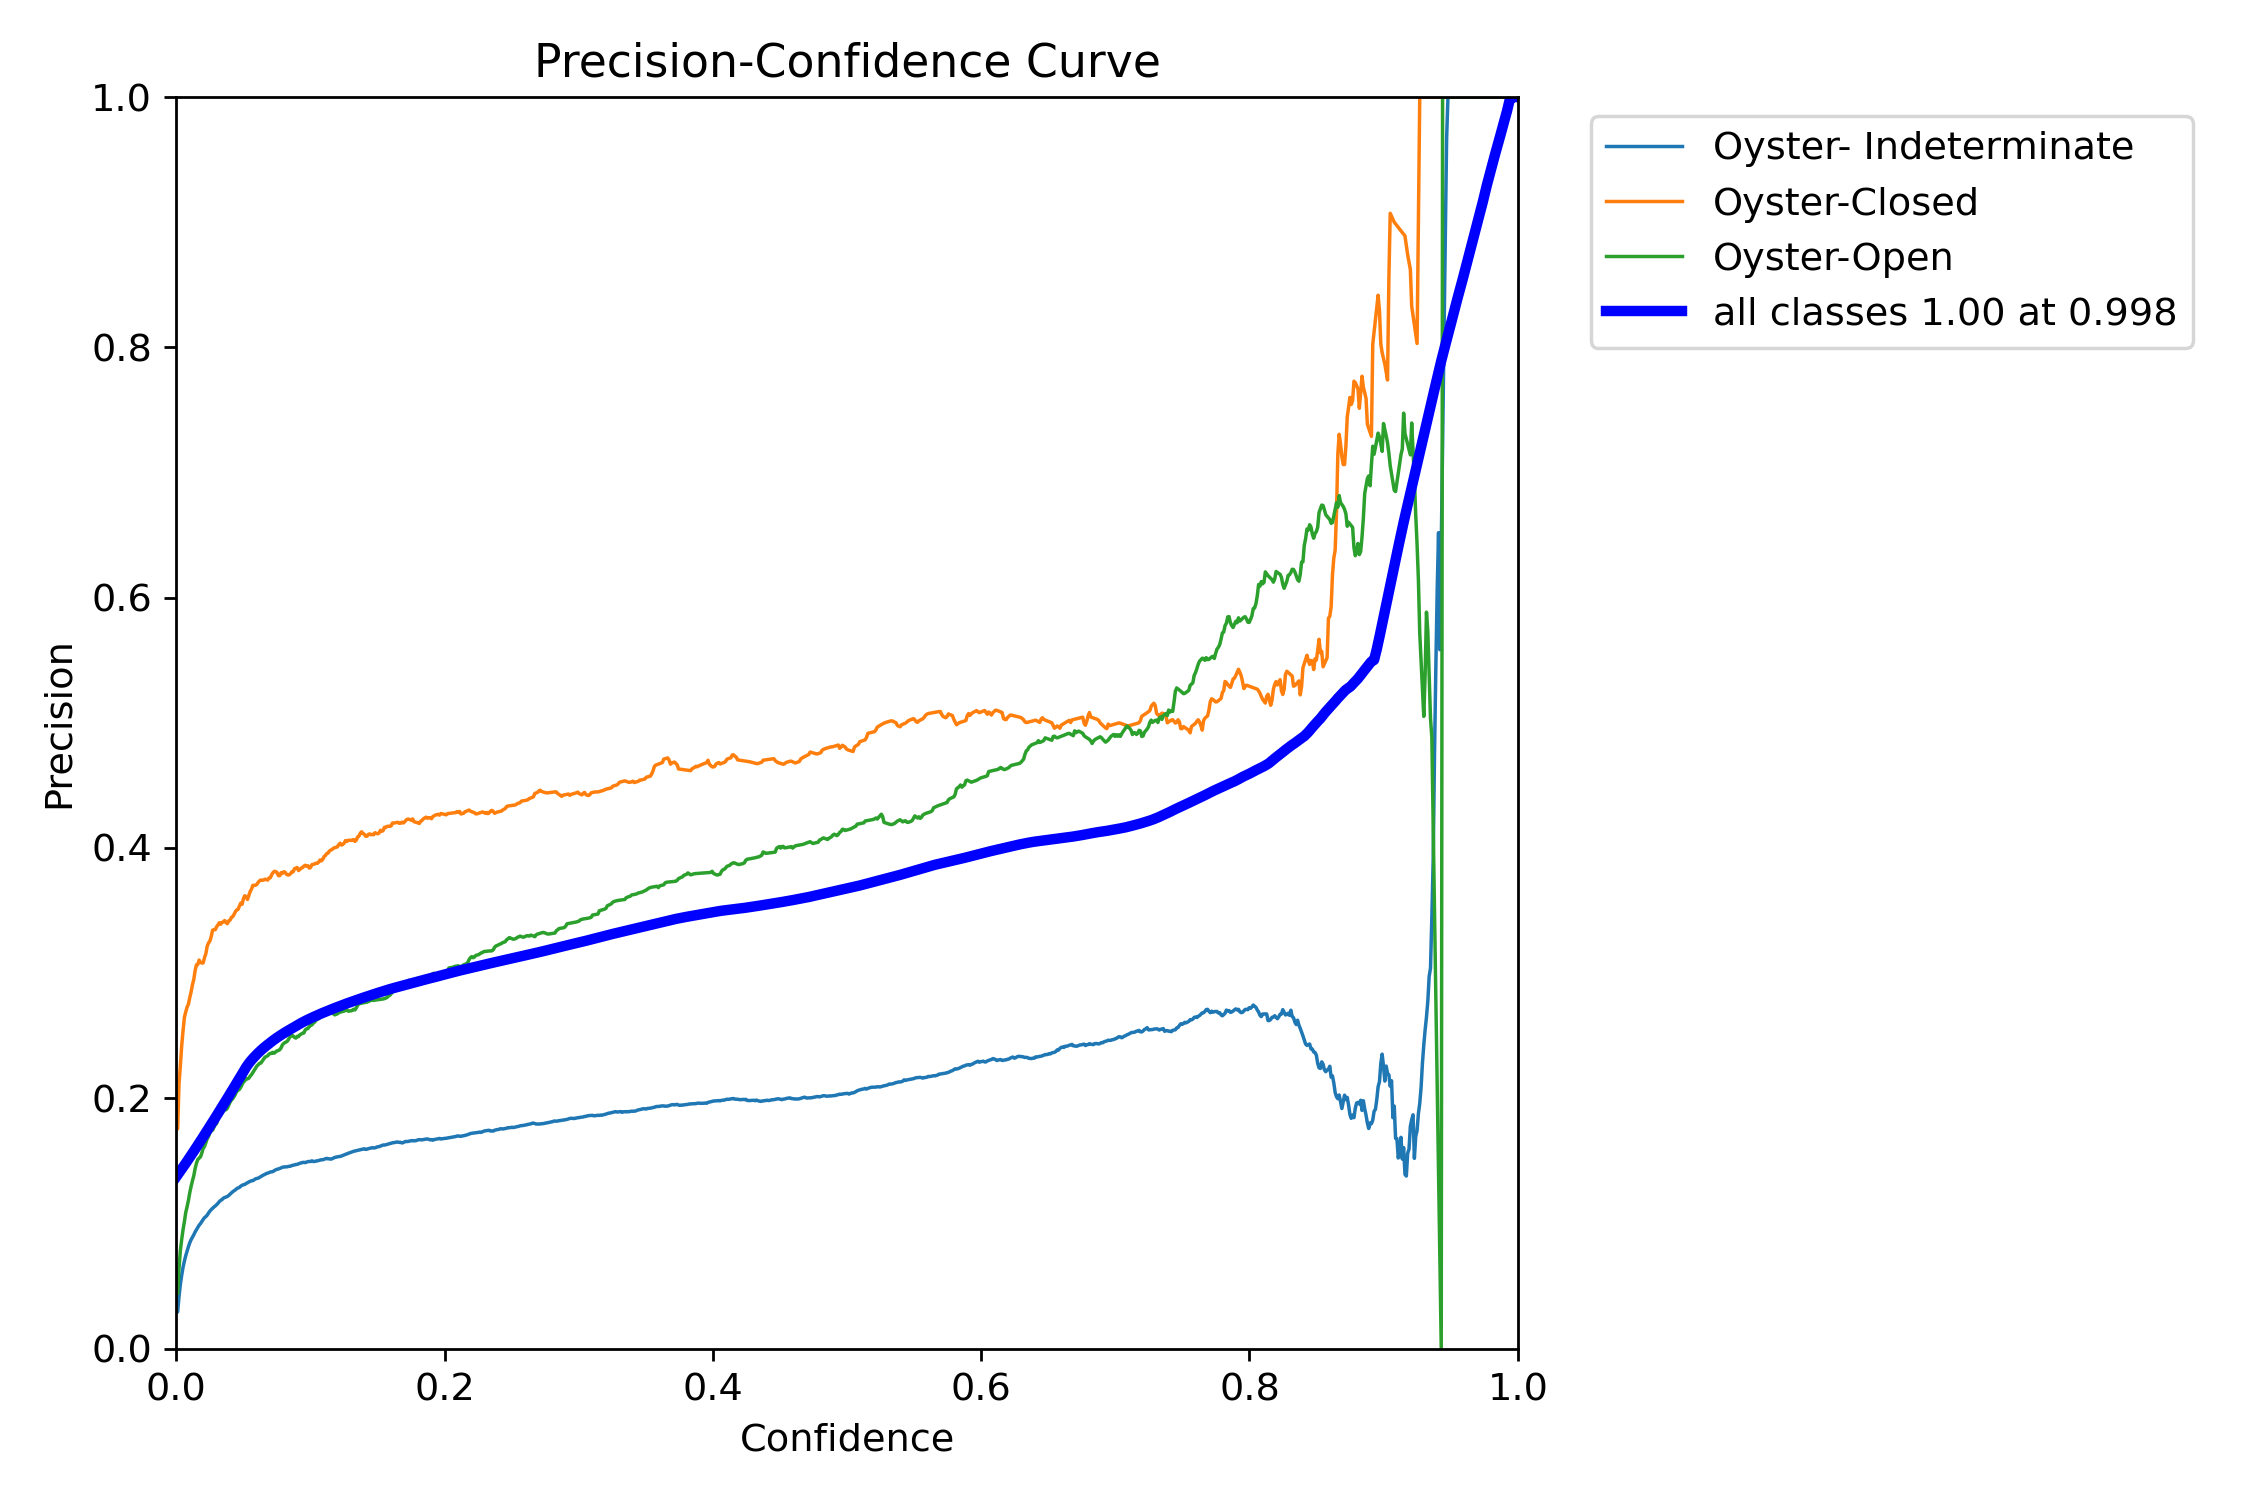 Precision-Confidence Curve
1.0
0.8
0.6
0.4
0.2
0.0
Precision
0.0 0.2 0.4 0.6 0.8 1.0
Confidence
Oyster- Indeterminate
Oyster-Closed
Oyster-Open
all classes 1.00 at 0.998